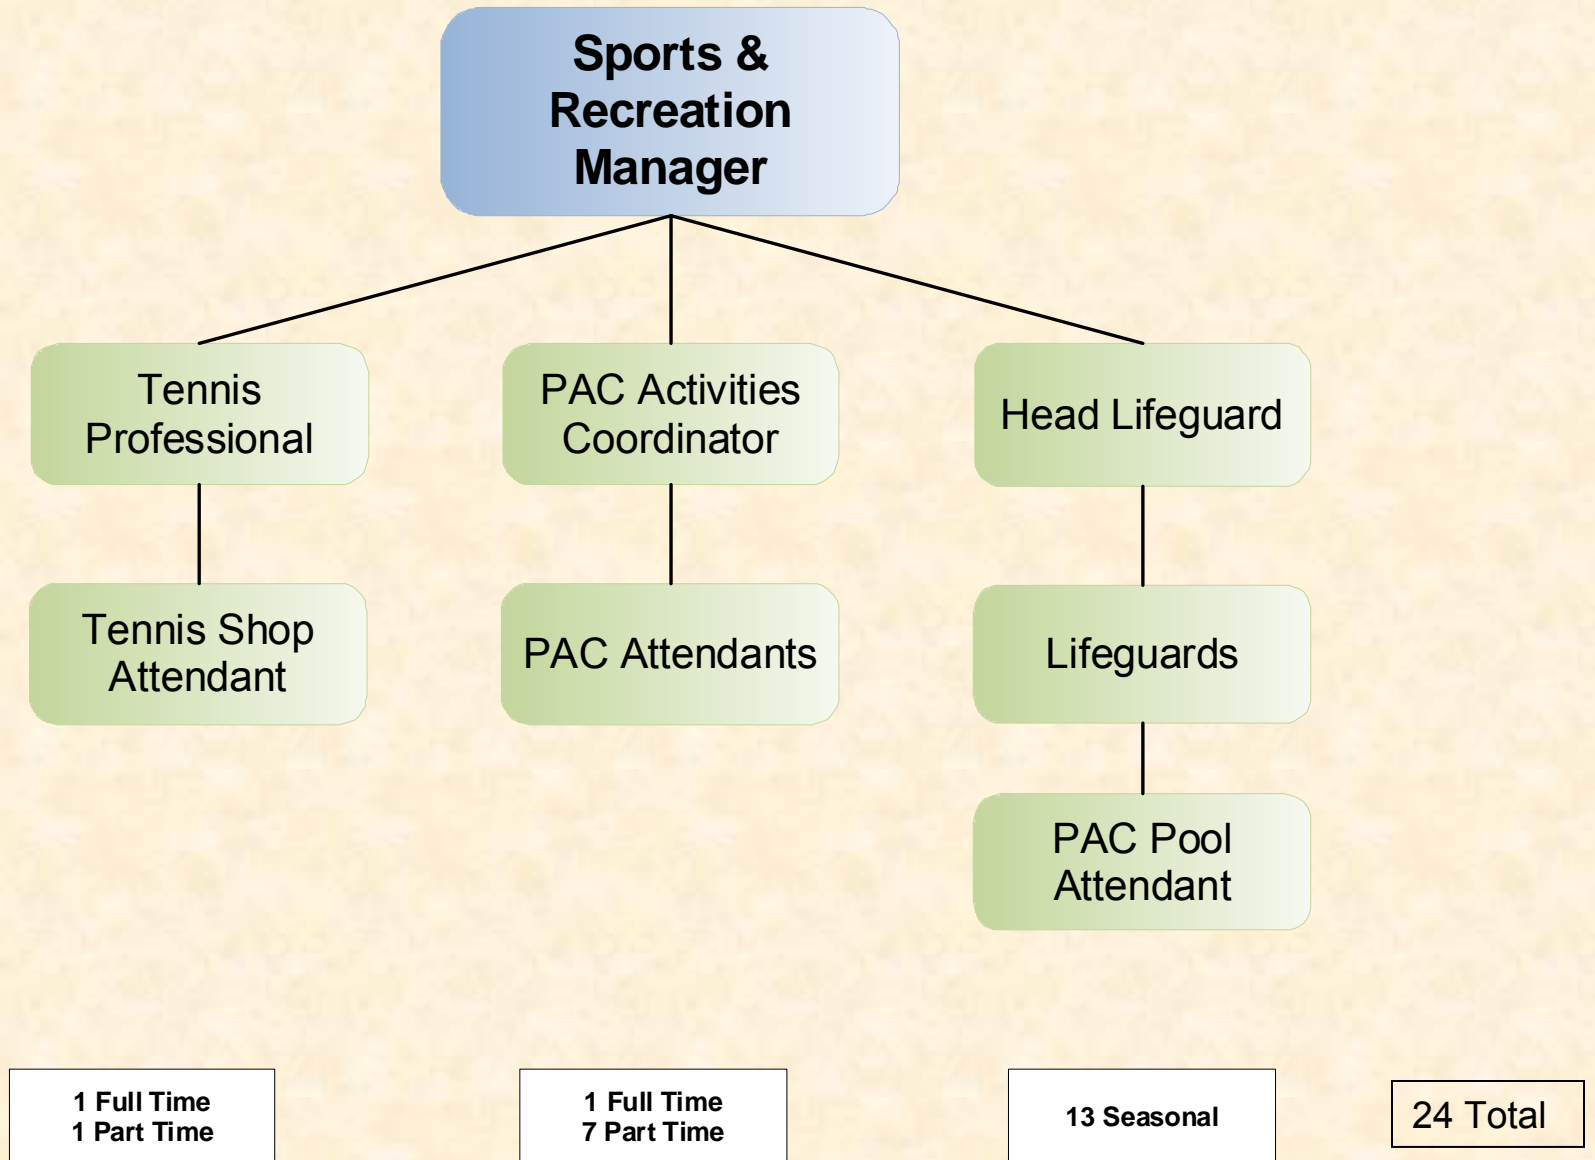 Sports &
Recreation
Manager
Tennis
Professional
PAC Activities
Coordinator
Head Lifeguard
Tennis Shop
Attendant
PAC Attendants
Lifeguards
PAC Pool
Attendant
1 Full Time
1 Part Time
1 Full Time
7 Part Time
13 Seasonal
24 Total